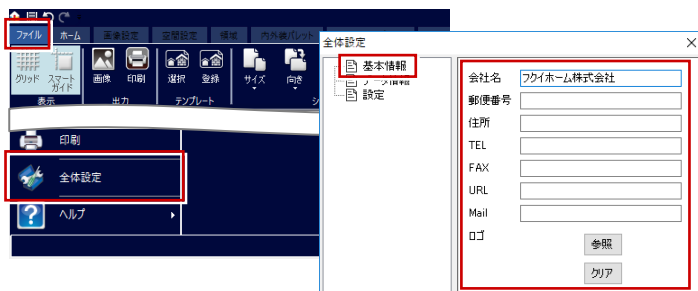 ファイル ホーム 画像設定 空間設定 領域 内外装パレット
グリッド スマートガイド 画像 印刷 選択 登録 サイズ 向き
表示 出力 テンプレート
印刷
全体設定
ヘルプ
全体設定
基本情報
データ情報
設定
会社名 フクイホーム株式会社
郵便番号
住所
TEL
FAX
URL
Mail
ロゴ
参照
クリア